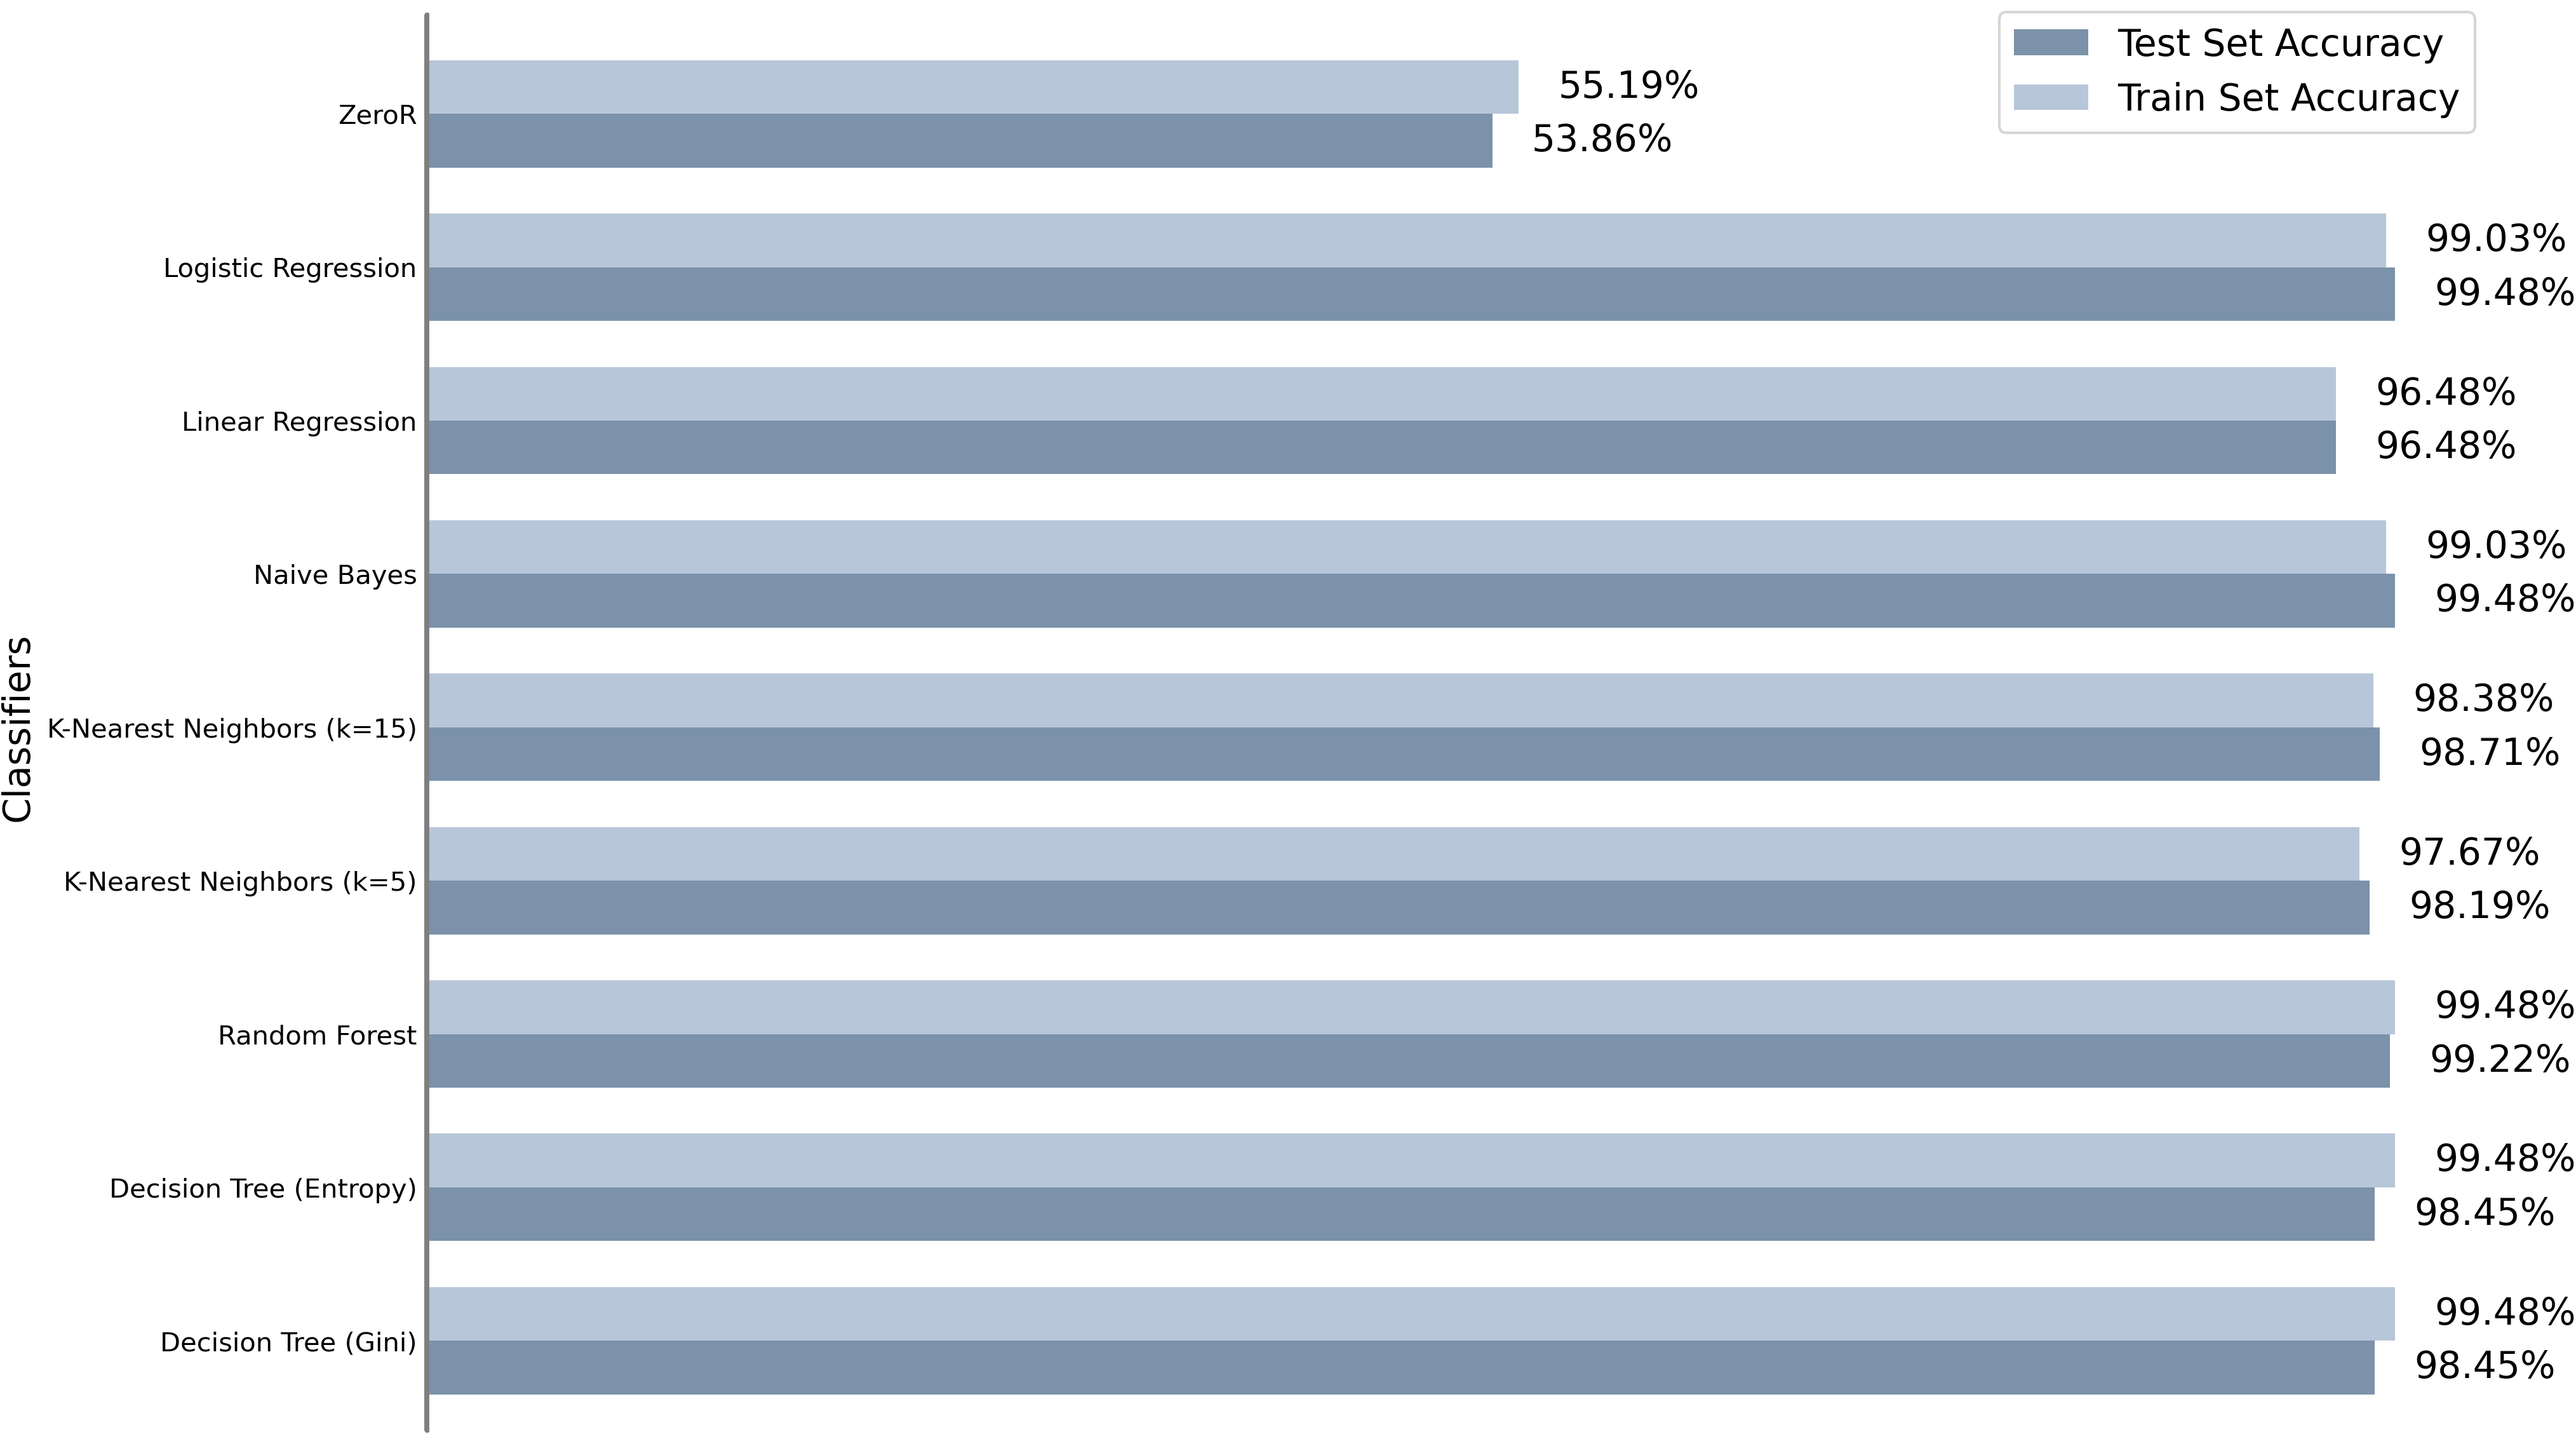 Test Set Accuracy
Train Set Accuracy
Classifiers
ZeroR
55.19%
53.86%
Logistic Regression
99.03%
99.48%
Linear Regression
96.48%
96.48%
Naive Bayes
99.03%
99.48%
K-Nearest Neighbors (k=15)
98.38%
98.71%
K-Nearest Neighbors (k=5)
97.67%
98.19%
Random Forest
99.48%
99.22%
Decision Tree (Entropy)
99.48%
98.45%
Decision Tree (Gini)
99.48%
98.45%